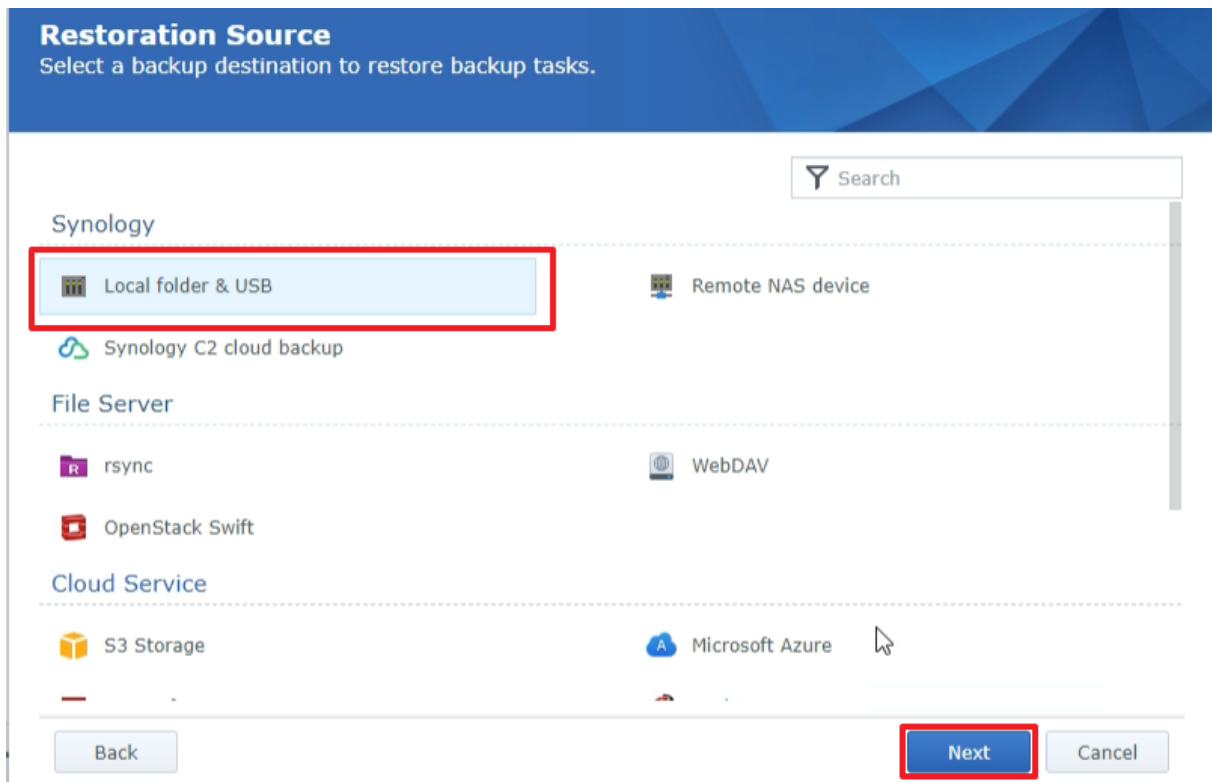 Restoration Source
Select a backup destination to restore backup tasks.
Search
Synology
Local folder & USB
Remote NAS device
Synology C2 cloud backup
File Server
R rsync
WebDAV
OpenStack Swift
Cloud Service
S3 Storage
A Microsoft Azure
Back
Next
Cancel